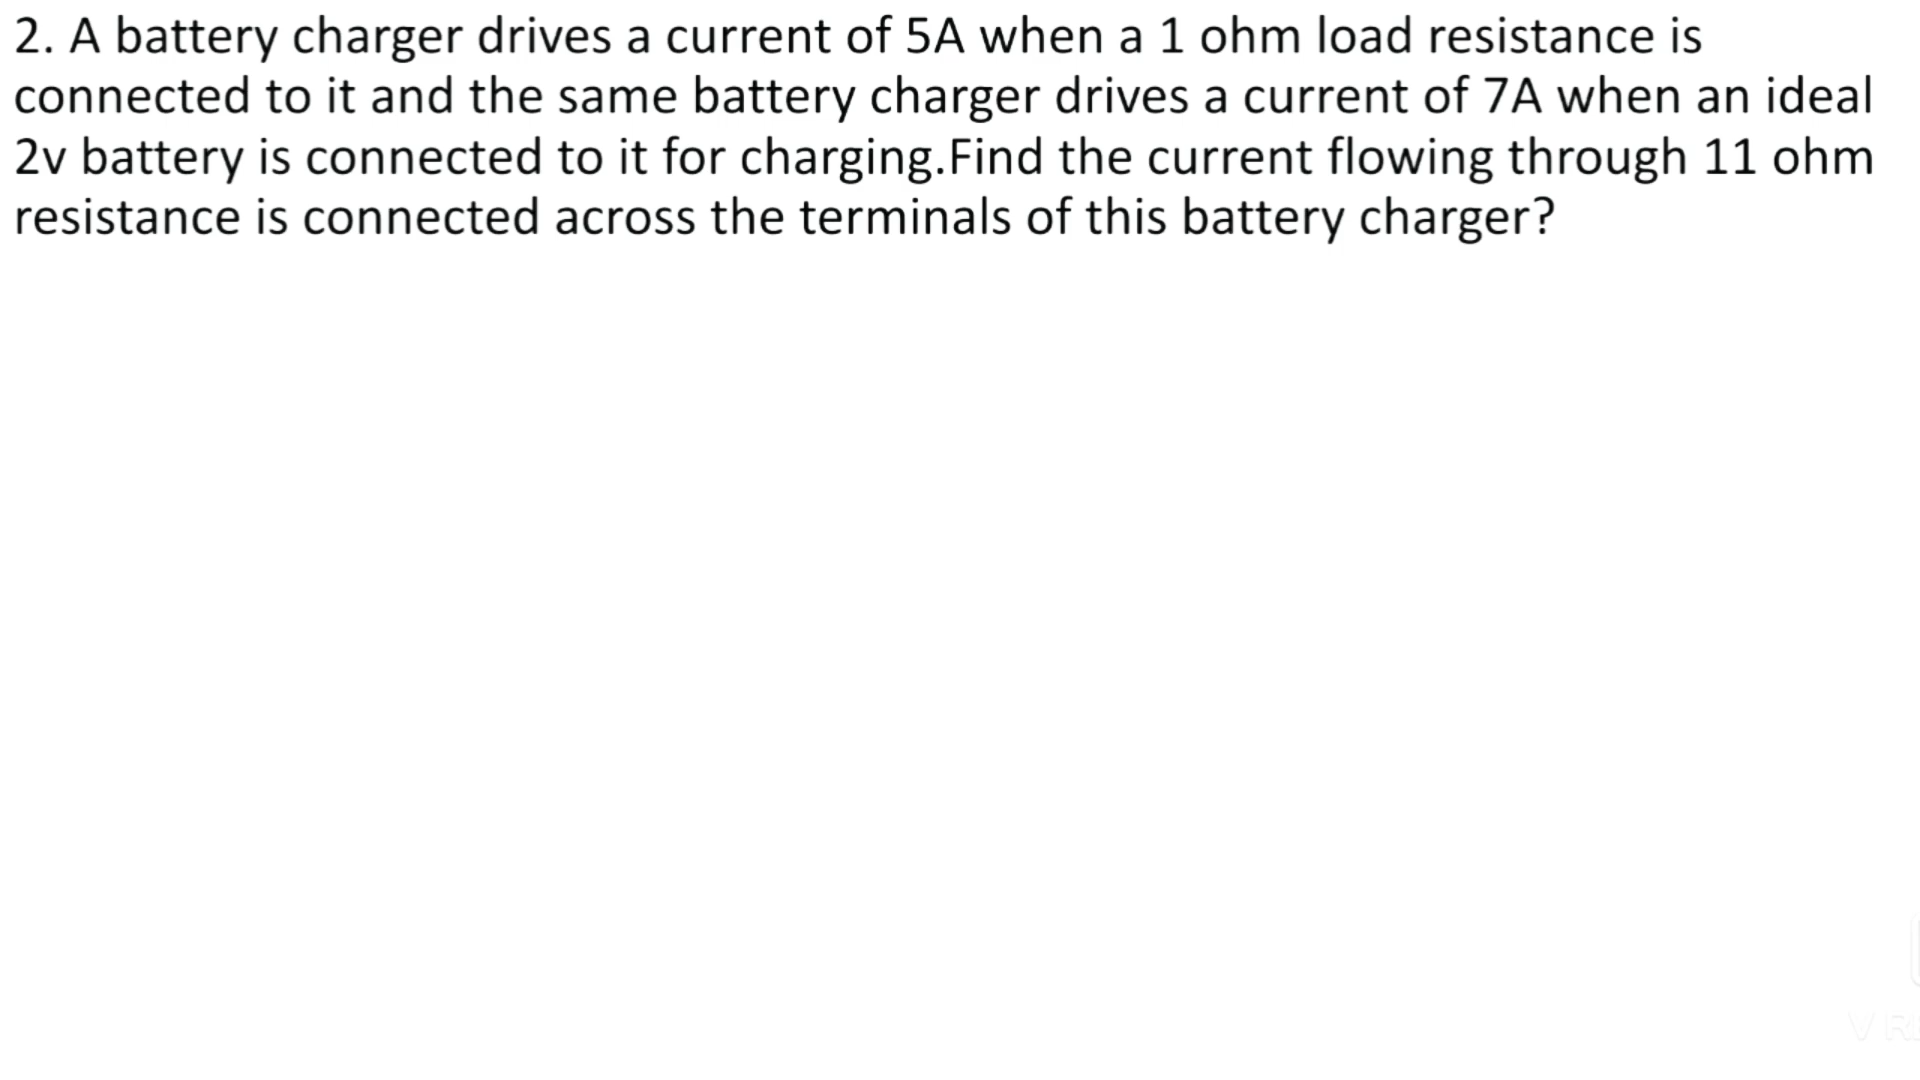 2. A battery charger drives a current of 5A when a 1 ohm load resistance is
connected to it and the same battery charger drives a current of 7A when an ideal
2v battery is connected to it for charging.Find the current flowing through 11 ohm
resistance is connected across the terminals of this battery charger?